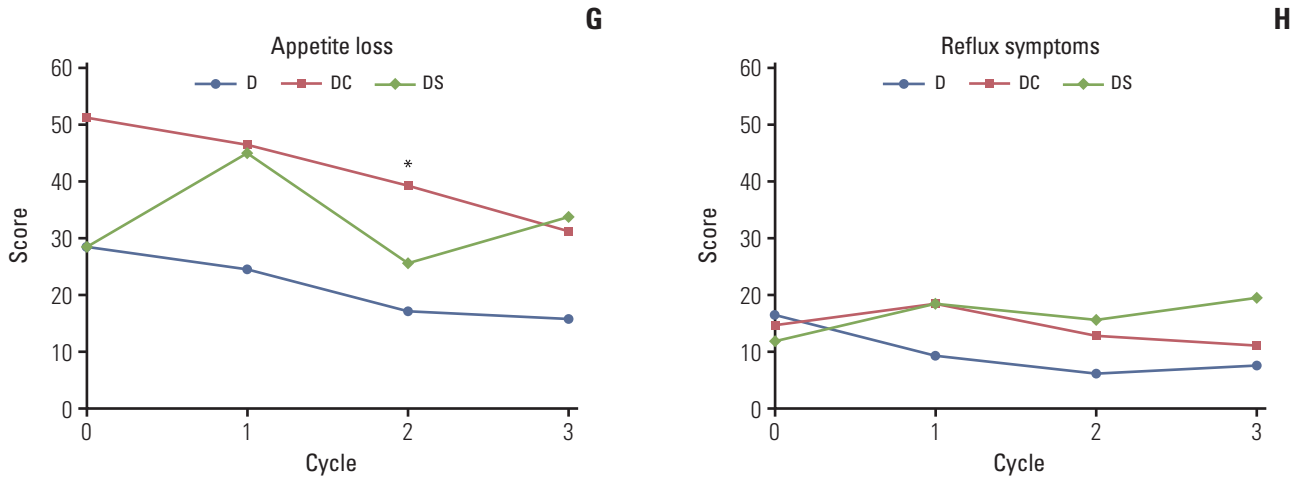 G
Appetite loss
D DC DS
60
50
40
30
20
10
0
*
Score
0 1 2 3
Cycle
H
Reflux symptoms
D DC DS
60
50
40
30
20
10
0
Score
0 1 2 3
Cycle